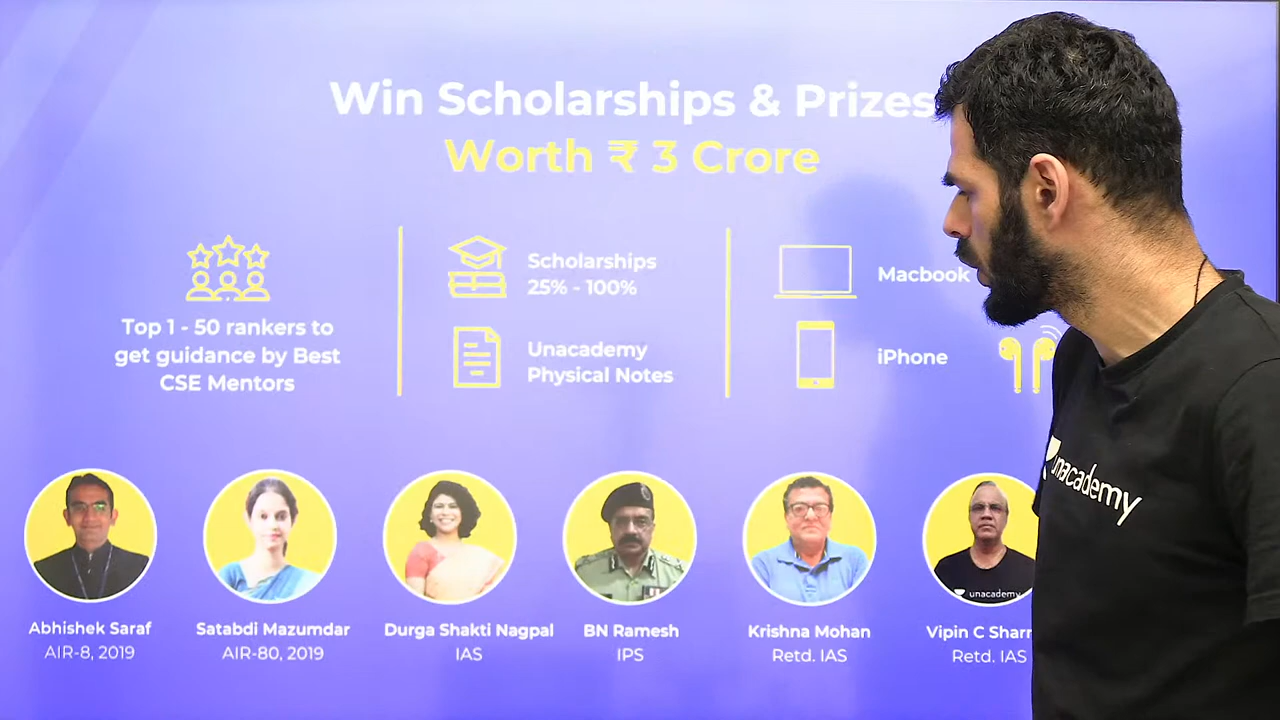 Win Scholarships & Prizes
Worth ₹ 3 Crore
Top 1 - 50 rankers to
get guidance by Best
CSE Mentors
Scholarships
25% - 100%
Unacademy
Physical Notes
Macbook
iPhone
unacademy
unacademy
Abhishek Saraf
AIR-8, 2019
Satabdi Mazumdar
AIR-80, 2019
Durga Shakti Nagpal
IAS
BN Ramesh
IPS
Krishna Mohan
Retd. IAS
Vipin C
Retd. IAS